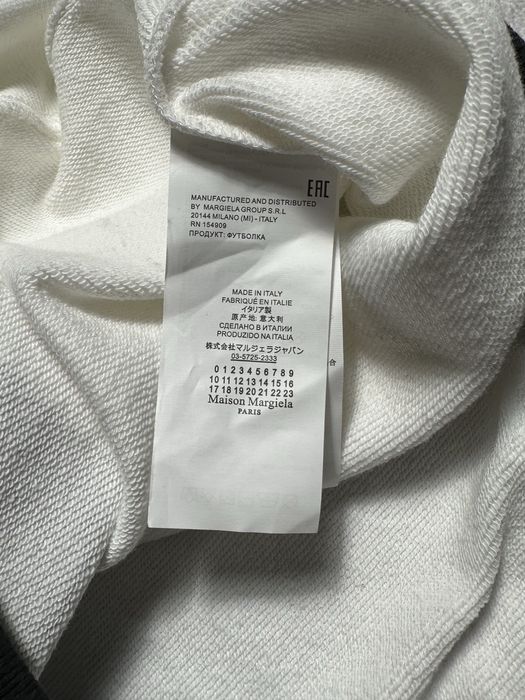 EAC
MANUFACTURED AND DISTRIBUTED
BY MARGIELA GROUP S.R.L
20144 MILANO (MI) - ITALY
RN 154909
ПРОДУКТ: ФУТБОЛКА
MADE IN ITALY
FABRIQUÉ EN ITALIE
イタリア製
原产地: 意大利
СДЕЛАНО В ИТАЛИИ
PRODUZIDO NA ITALIA
株式会社マルジェラジャパン
03-5725-2333
0 1 2 3 4 5 6 7 8 9
10 11 12 13 14 15 16
17 18 19 20 21 22 23
Maison Margiela
PARIS
合